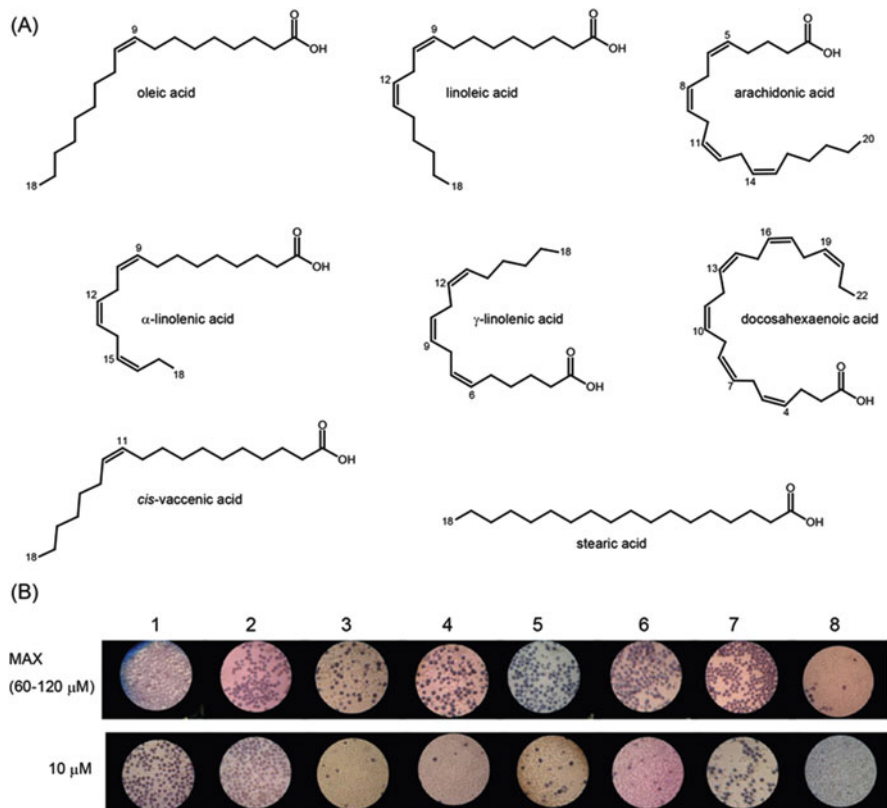 (A)
9
O
OH
oleic acid
18
9
O
OH
12
linoleic acid
18
5
O
OH
8
arachidonic acid
11
20
14
9
O
OH
12
α-linolenic acid
15
18
18
12
γ-linolenic acid
9
O
6
OH
16
19
13
22
docosahexaenoic acid
10
O
7
4
OH
11
O
OH
cis-vaccenic acid
18
O
18
OH
stearic acid
(B)
1 2 3 4 5 6 7 8
MAX
(60-120 μM)
10 μM